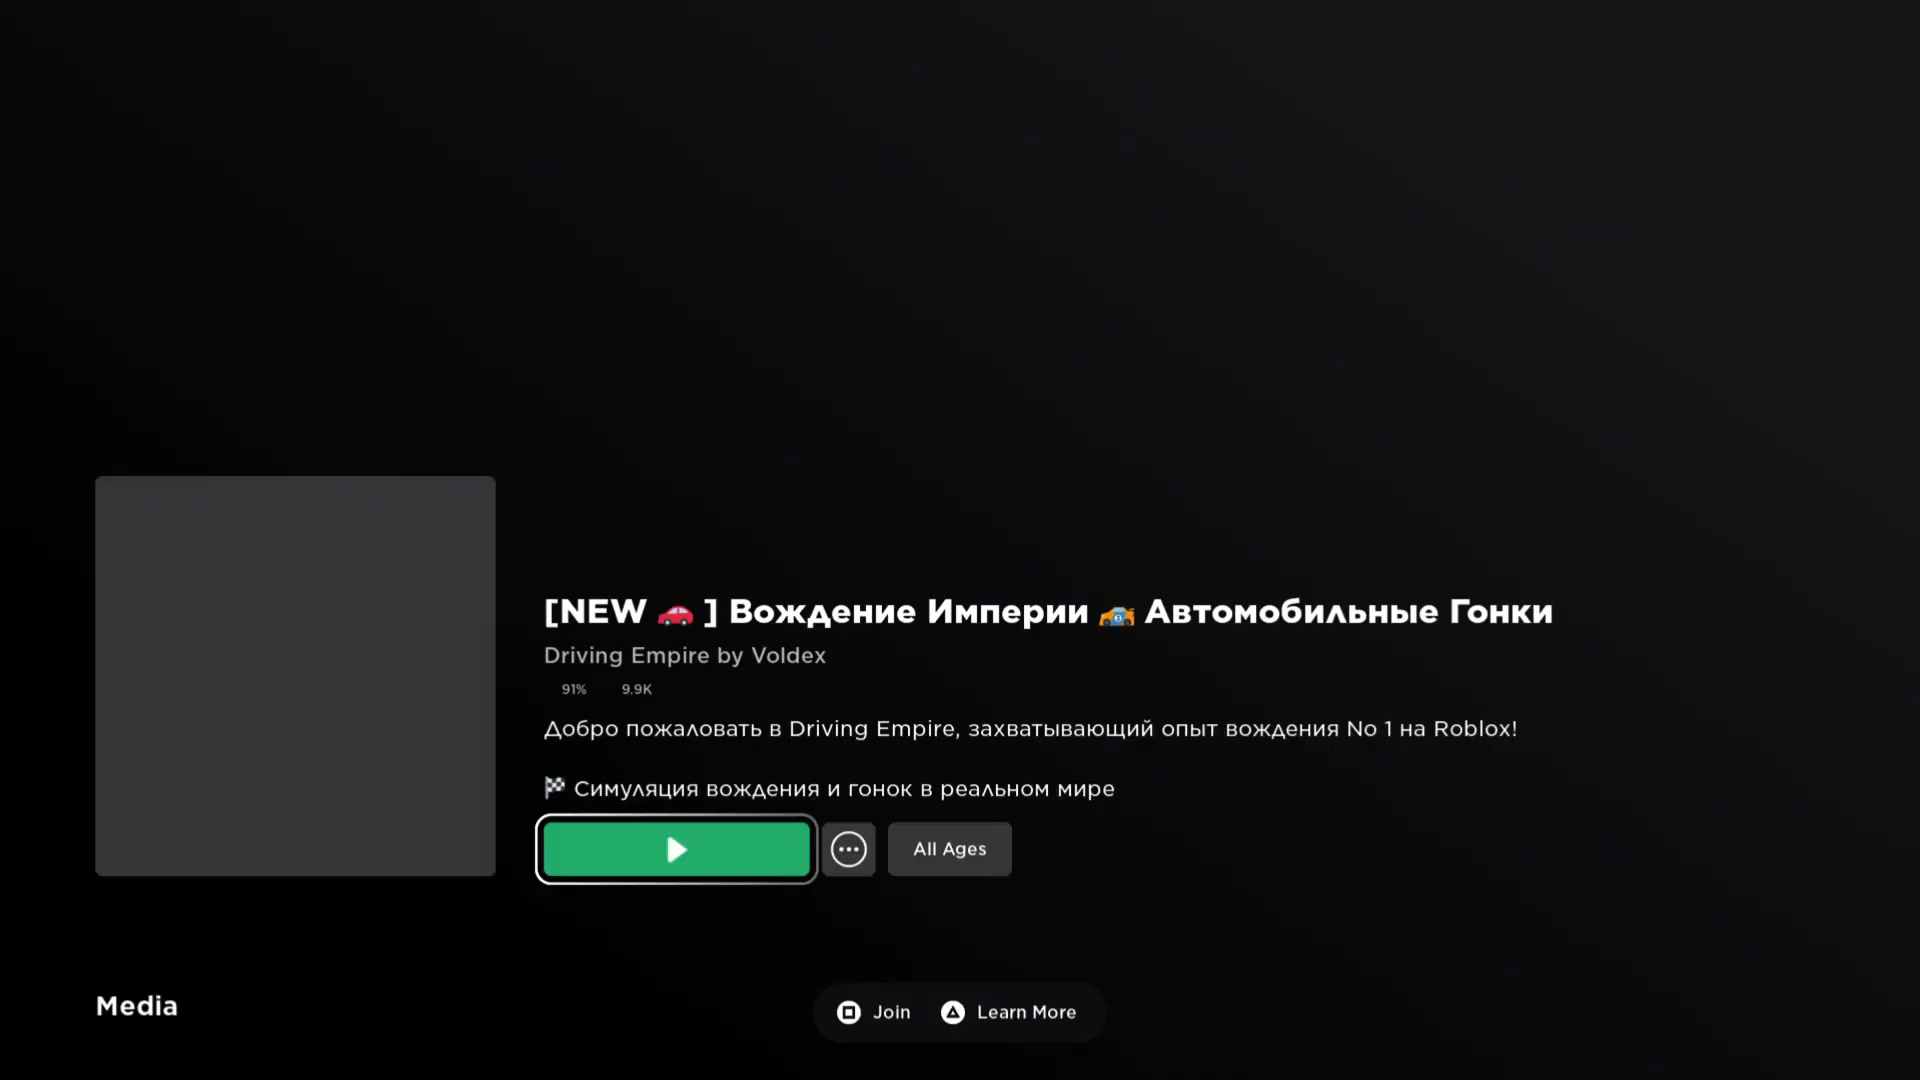 [NEW 🚗 ] Вождение Империи 🏎️ Автомобильные Гонки
Driving Empire by Voldex
91% 9.9K
Добро пожаловать в Driving Empire, захватывающий опыт вождения No 1 на Roblox!
🏁 Симуляция вождения и гонок в реальном мире
All Ages
Media
Join Learn More